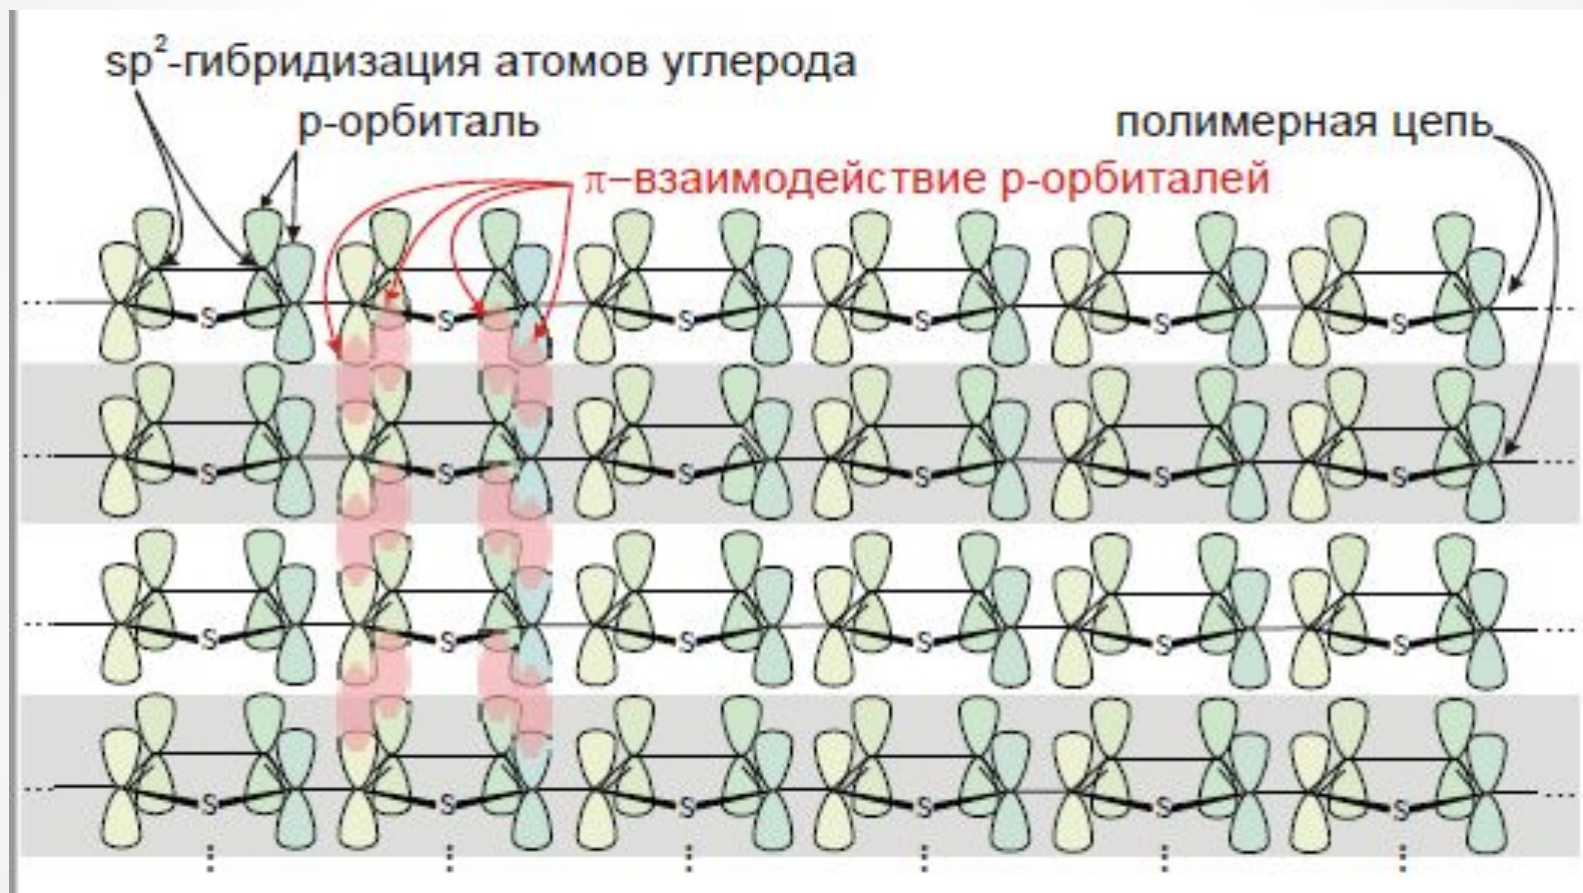 sp²-гибридизация атомов углерода
p-орбиталь
полимерная цепь
π–взаимодействие p-орбиталей
... S S S S S S ...
... S S S S S S ...
... S S S S S S ...
... S S S S S S ...